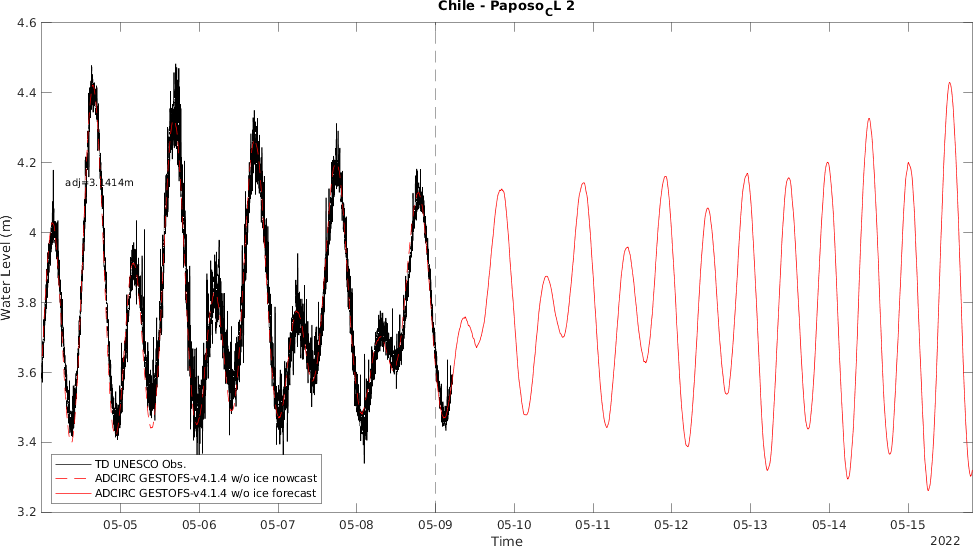 Chile - Paposo_CL 2
4.6
4.4
4.2
4
3.8
3.6
3.4
3.2
Water Level (m)
adj=3.1414m
TD UNESCO Obs.
ADCIRC GESTOFS-v4.1.4 w/o ice nowcast
ADCIRC GESTOFS-v4.1.4 w/o ice forecast
05-05 05-06 05-07 05-08 05-09 05-10 05-11 05-12 05-13 05-14 05-15
Time
2022